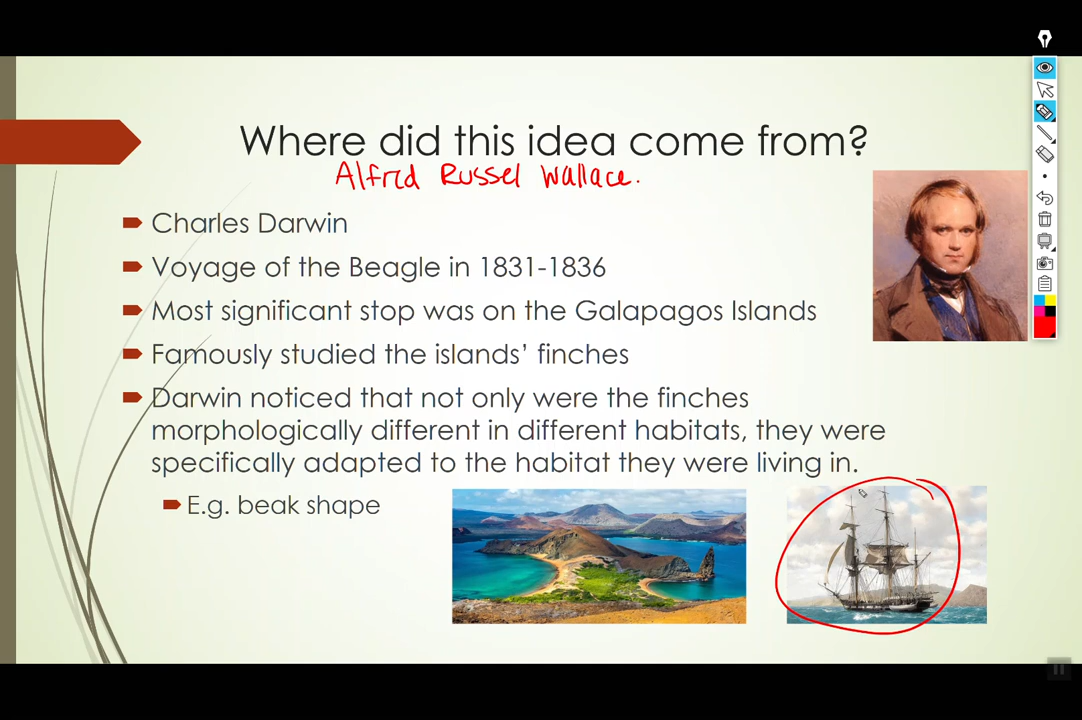 Where did this idea come from?
Alfred Russel Wallace.
Charles Darwin
Voyage of the Beagle in 1831-1836
Most significant stop was on the Galapagos Islands
Famously studied the islands’ finches
Darwin noticed that not only were the finches
morphologically different in different habitats, they were
specifically adapted to the habitat they were living in.
E.g. beak shape